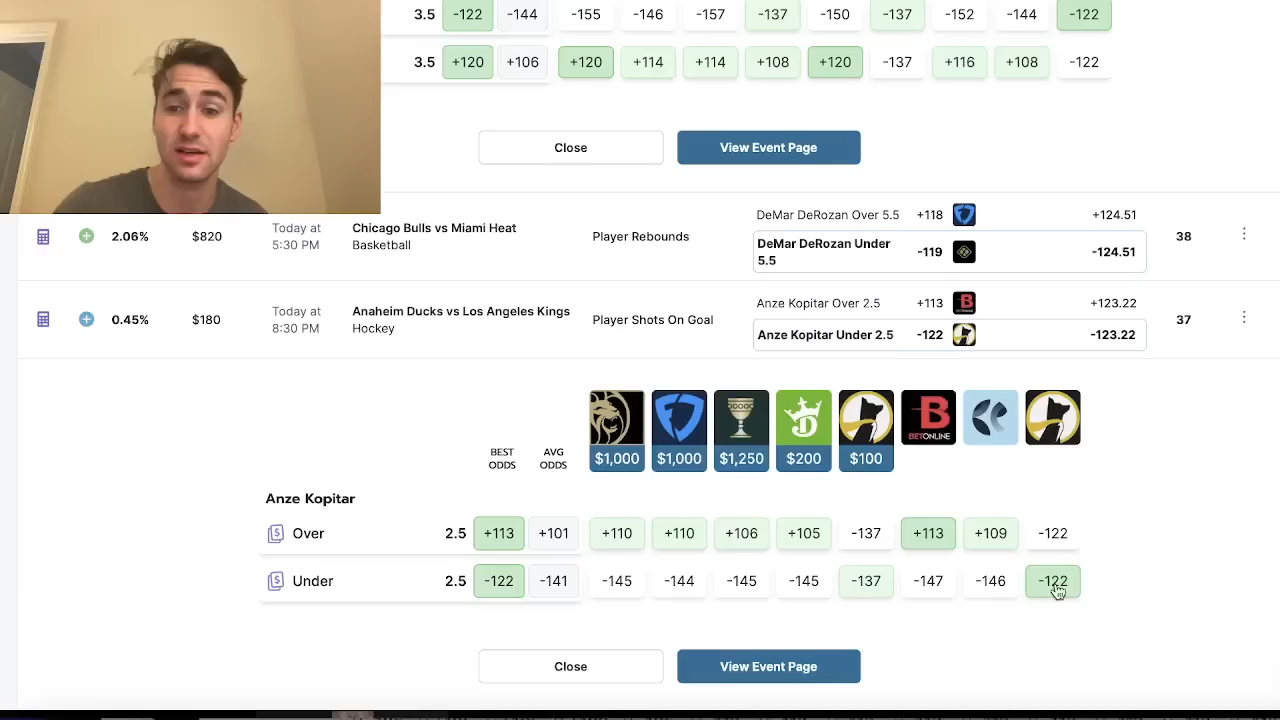 3.5 -122 -144 -155 -146 -157 -137 -150 -137 -152 -144 -122
3.5 +120 +106 +120 +114 +114 +108 +120 -137 +116 +108 -122
Close View Event Page
2.06% $820 Today at 5:30 PM Chicago Bulls vs Miami Heat Basketball Player Rebounds DeMar DeRozan Over 5.5 +118 +124.51
DeMar DeRozan Under 5.5 -119 -124.51 38
0.45% $180 Today at 8:30 PM Anaheim Ducks vs Los Angeles Kings Hockey Player Shots On Goal Anze Kopitar Over 2.5 +113 B +123.22
Anze Kopitar Under 2.5 -122 -123.22 37
BEST ODDS AVG ODDS $1,000 $1,000 $1,250 $200 $100 B BETONLINE
Anze Kopitar
Over 2.5 +113 +101 +110 +110 +106 +105 -137 +113 +109 -122
Under 2.5 -122 -141 -145 -144 -145 -145 -137 -147 -146 -122
Close View Event Page